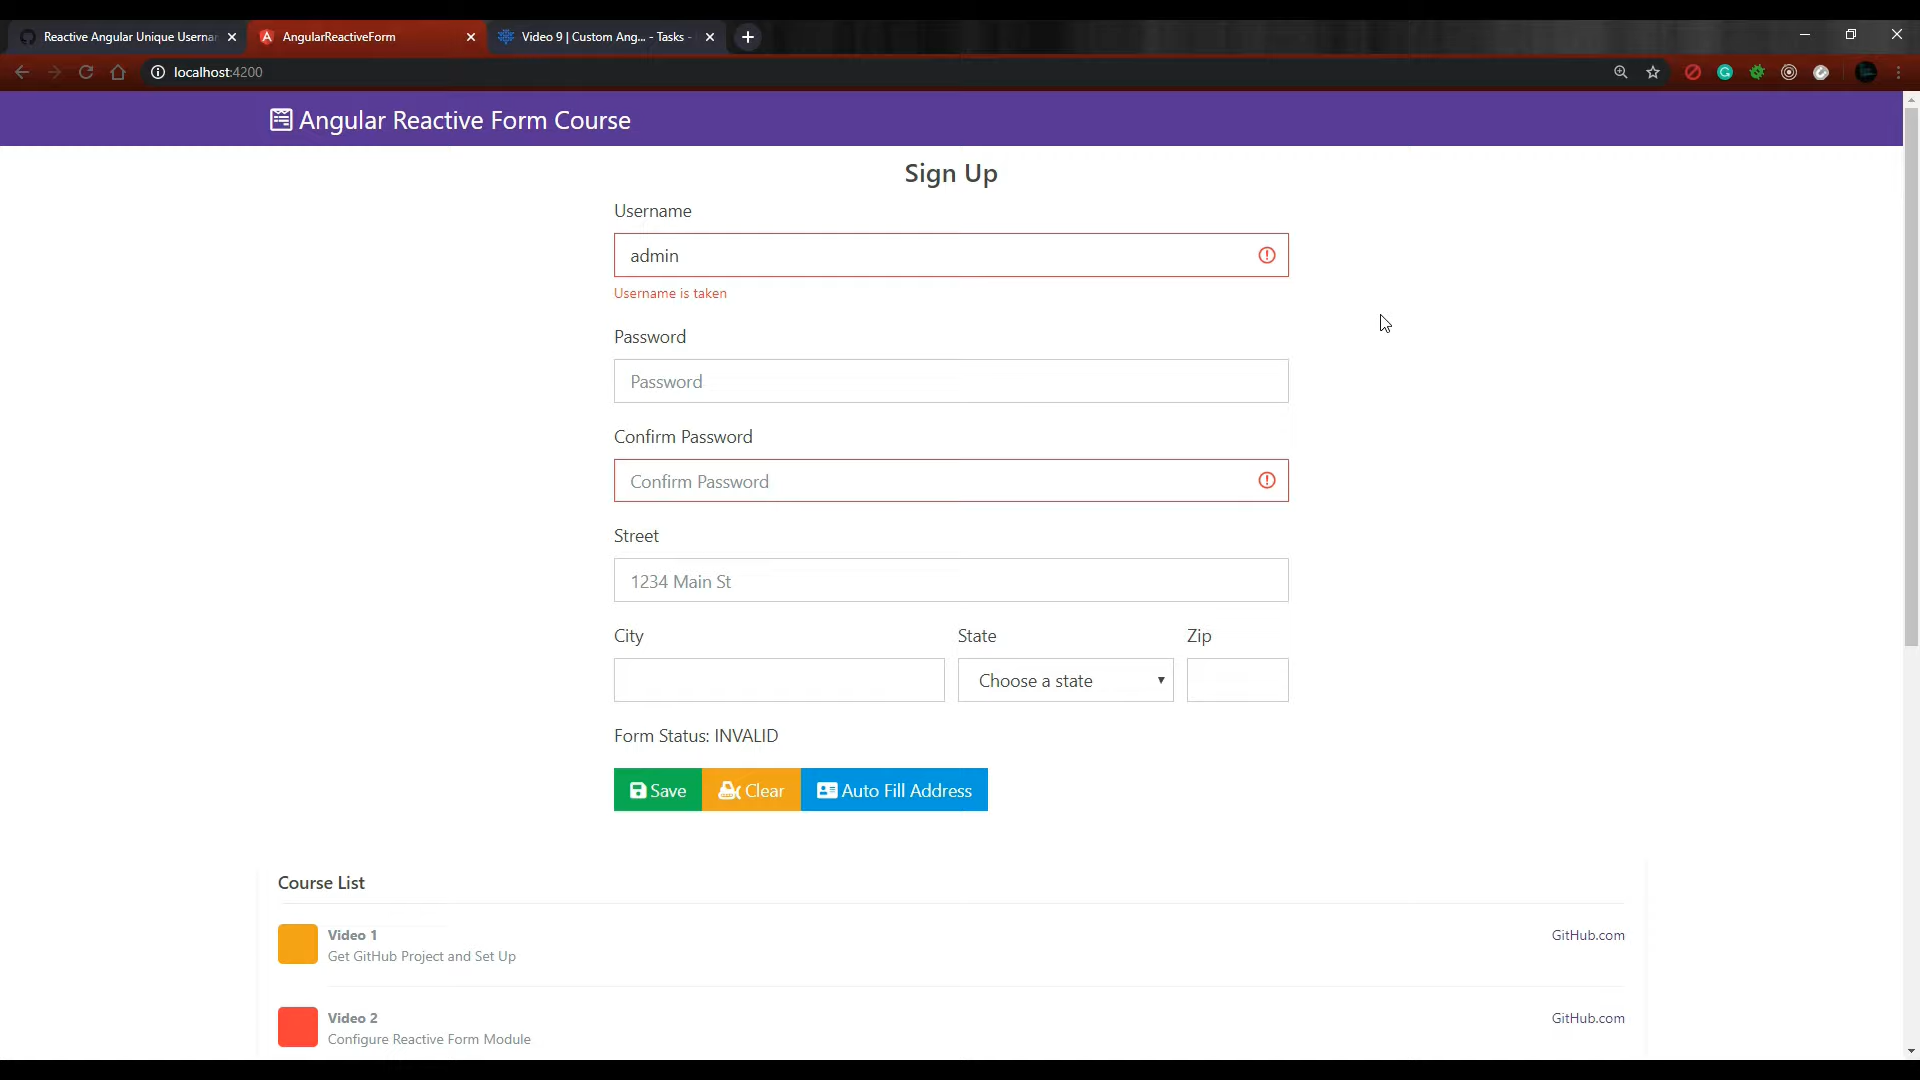 Reactive Angular Unique Userna
AngularReactiveForm
Video 9 | Custom Ang... - Tasks -
localhost:4200
Angular Reactive Form Course
Sign Up
Username
admin
Username is taken
Password
Password
Confirm Password
Confirm Password
Street
1234 Main St
City State Zip
Choose a state
Form Status: INVALID
Save Clear Auto Fill Address
Course List
Video 1 GitHub.com
Get GitHub Project and Set Up
Video 2 GitHub.com
Configure Reactive Form Module